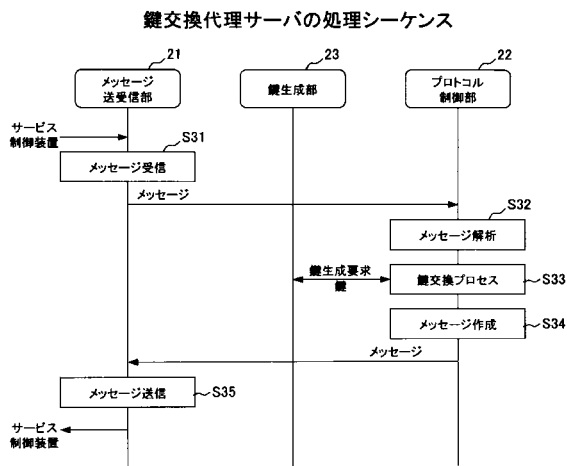 鍵交換代理サーバの処理シーケンス
21
23
22
メッセージ
送受信部
鍵生成部
プロトコル
制御部
サービス
制御装置
S31
メッセージ受信
メッセージ
S32
メッセージ解析
鍵生成要求
鍵
鍵交換プロセス
S33
メッセージ作成
S34
メッセージ
メッセージ送信
S35
サービス
制御装置